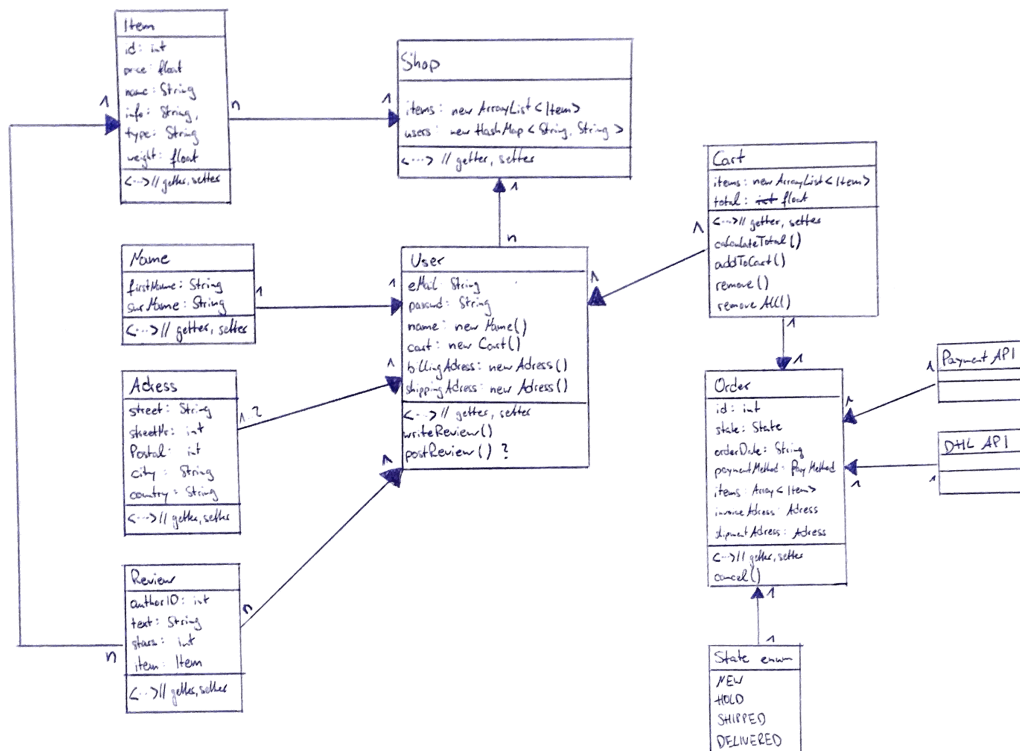 Item
id: int
price: float
name: String
info: String,
type: String
weight: float
<---> // getter, setter
1
n
1
Shop
items: new ArrayList<Item>
users: new HashMap<String, String>
<---> // getter, setter
1
n
Cart
items: new ArrayList<Item>
total: int float
<---> // getter, setter
calculateTotal()
addToCart()
remove()
removeAll()
1
1
1
1
Name
firstName: String
surName: String
<---> // getter, setter
1
1
User
eMail: String
passwd: String
name: new Name()
cart: new Cart()
billingAdress: new Adress()
shippingAdress: new Adress()
<---> // getter, setter
writeReview()
postReview() ?
Adress
street: String
streetNr: int
Postal: int
city: String
country: String
<---> // getter, setter
1..2
1
Review
authorID: int
text: String
stars: int
item: Item
<---> // getter, setter
n
n
1
Order
id: int
state: State
orderDate: String
paymentMethod: PayMethod
items: Array<Item>
invoiceAdress: Adress
shipmentAdress: Adress
<---> // getter, setter
cancel()
1
1
Payment API
1
1
DHL API
1
1
State enum
NEW
HOLD
SHIPPED
DELIVERED
1
1